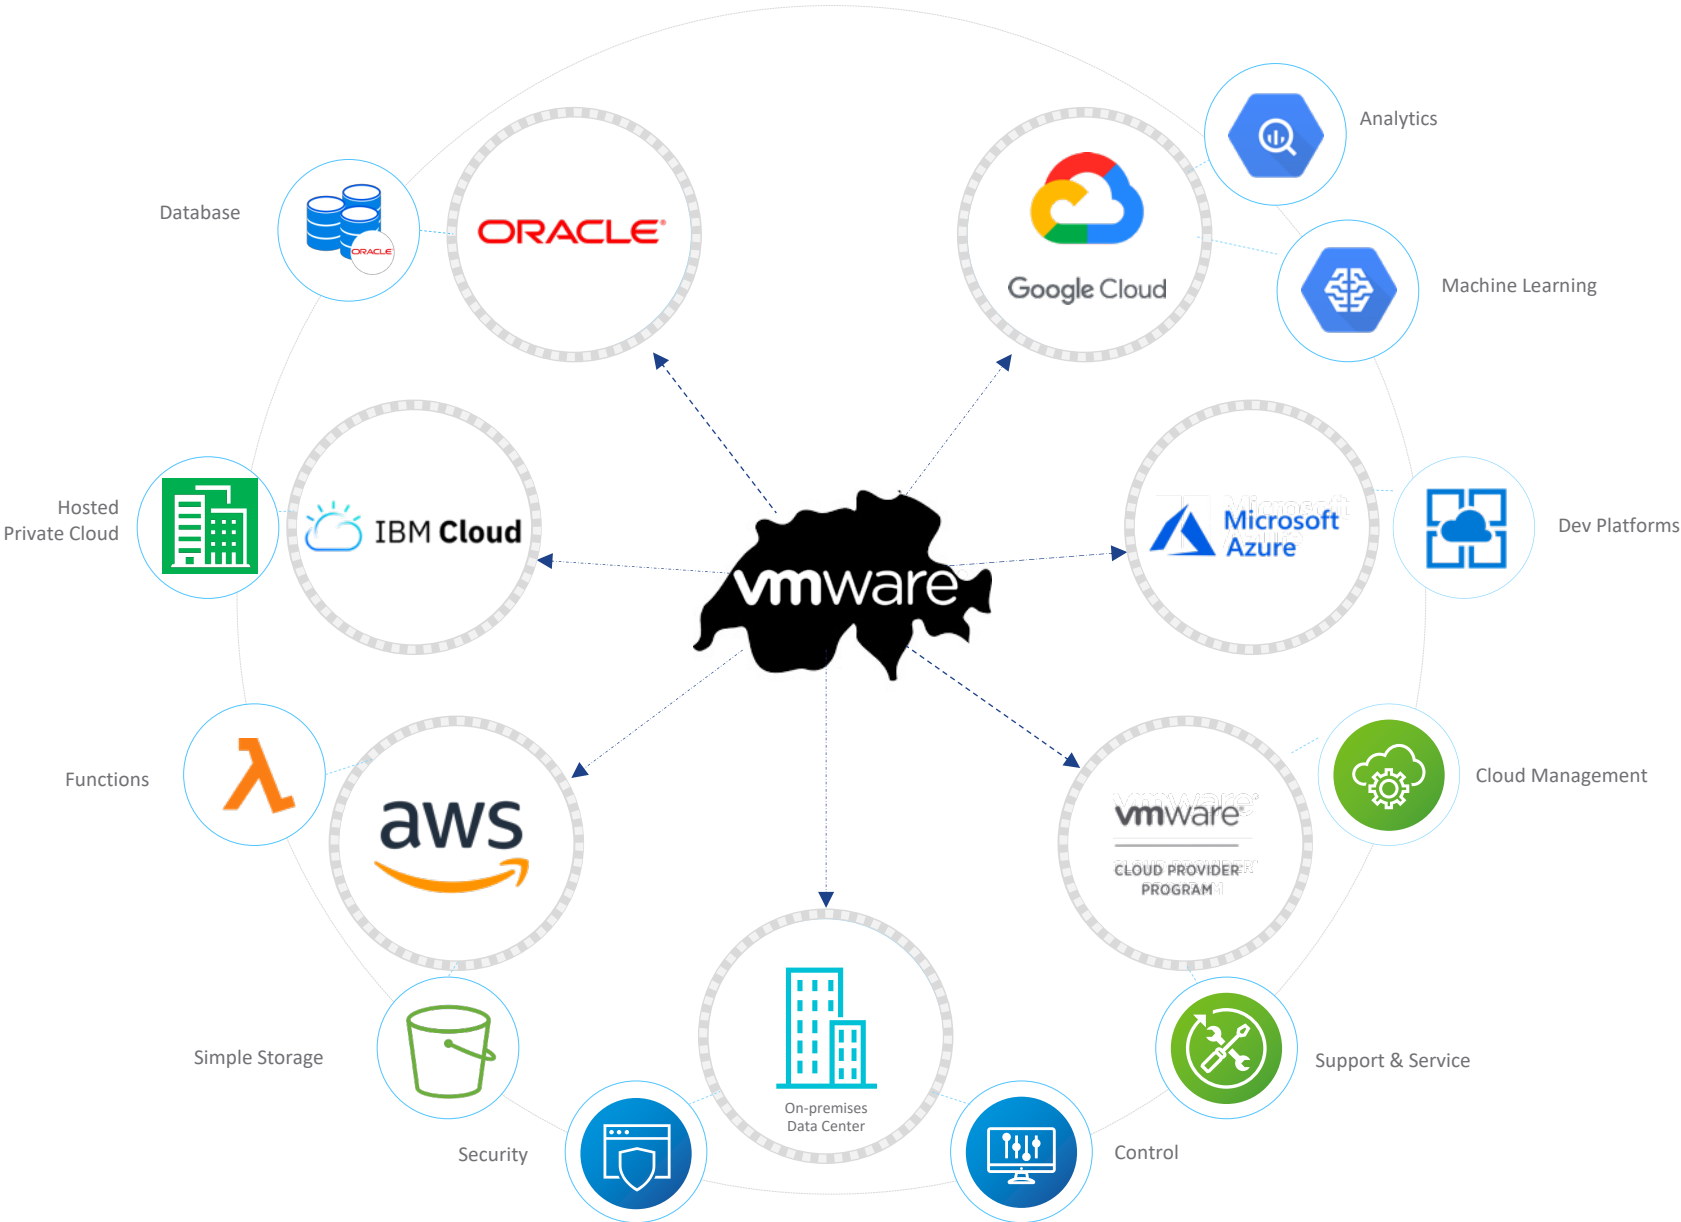 Analytics
Database
ORACLE
ORACLE®
Google Cloud
Machine Learning
Hosted
Private Cloud
IBM Cloud
Microsoft
Azure
Dev Platforms
vmware
Functions
aws
vmware®
CLOUD PROVIDER
PROGRAM
Cloud Management
Simple Storage
On-premises
Data Center
Support & Service
Security
Control